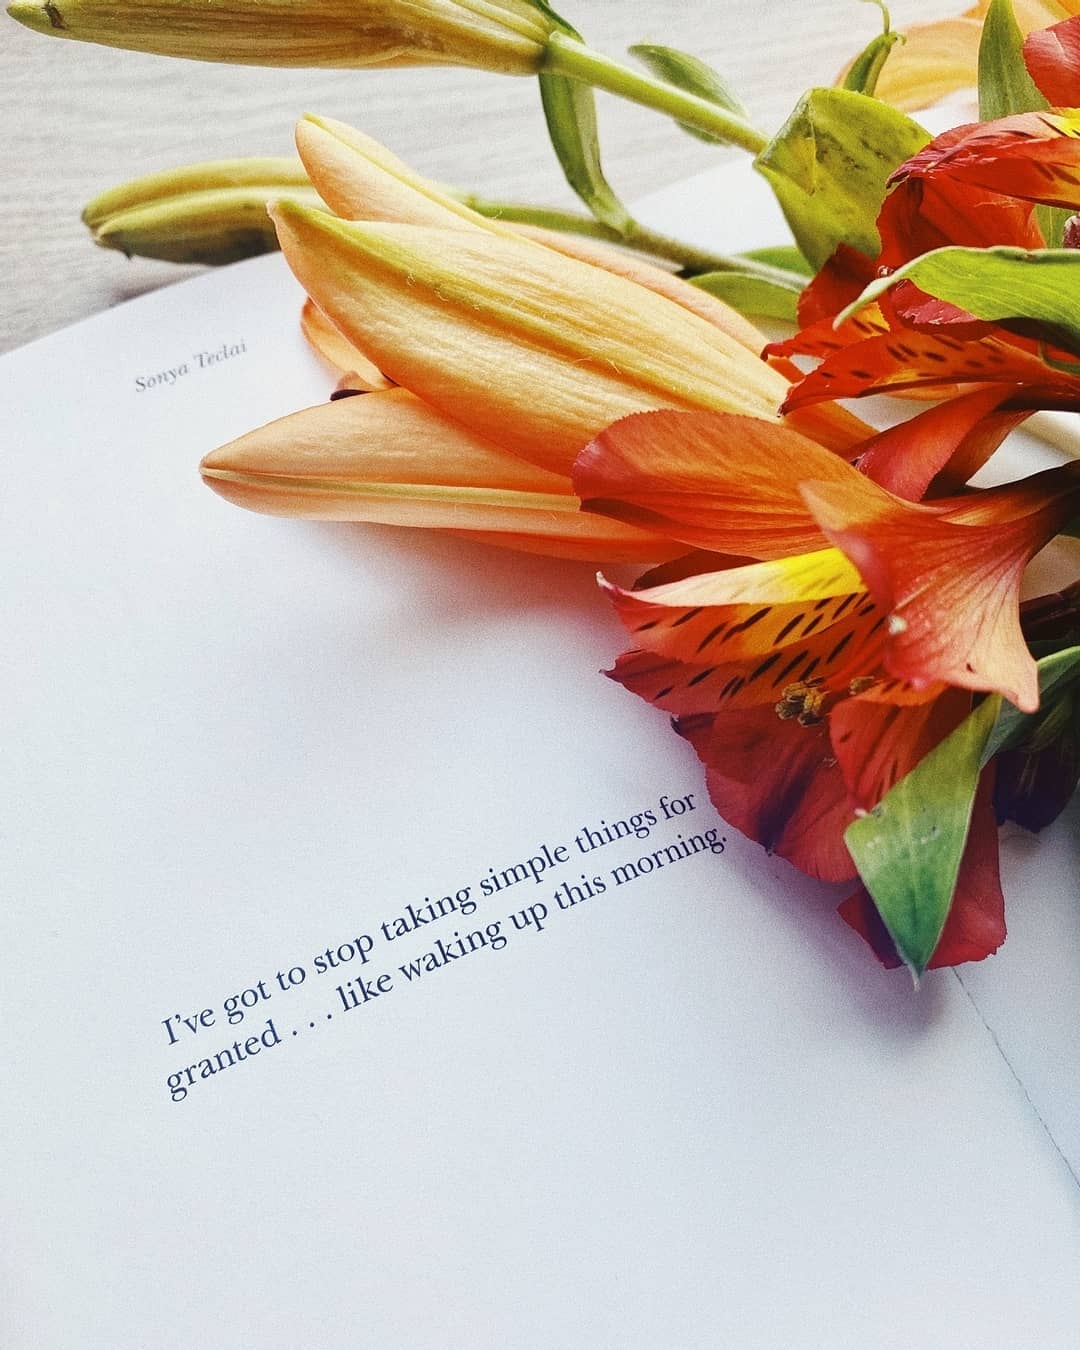 Sonya Teclai
I've got to stop taking simple things for
granted . . . like waking up this morning.